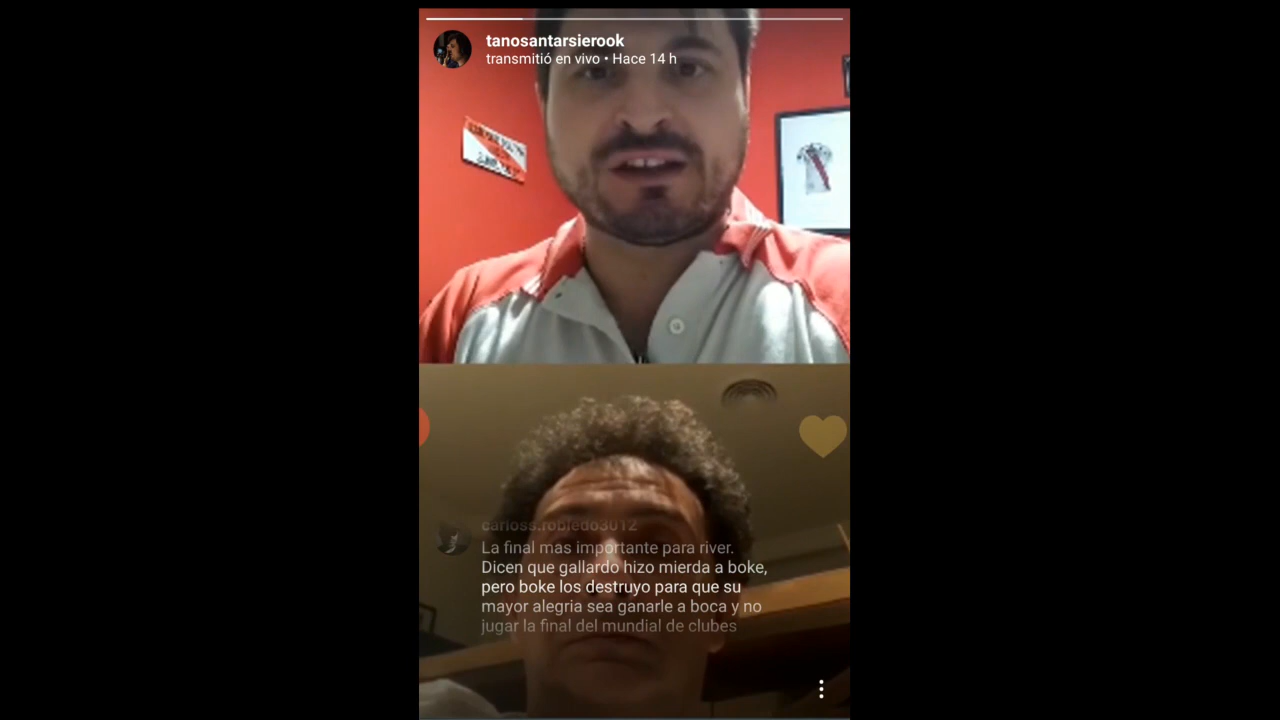 tanosantarsierook
transmitió en vivo • Hace 14 h
carloss.robledo3012
La final mas importante para river.
Dicen que gallardo hizo mierda a boke,
pero boke los destruyo para que su
mayor alegria sea ganarle a boca y no
jugar la final del mundial de clubes